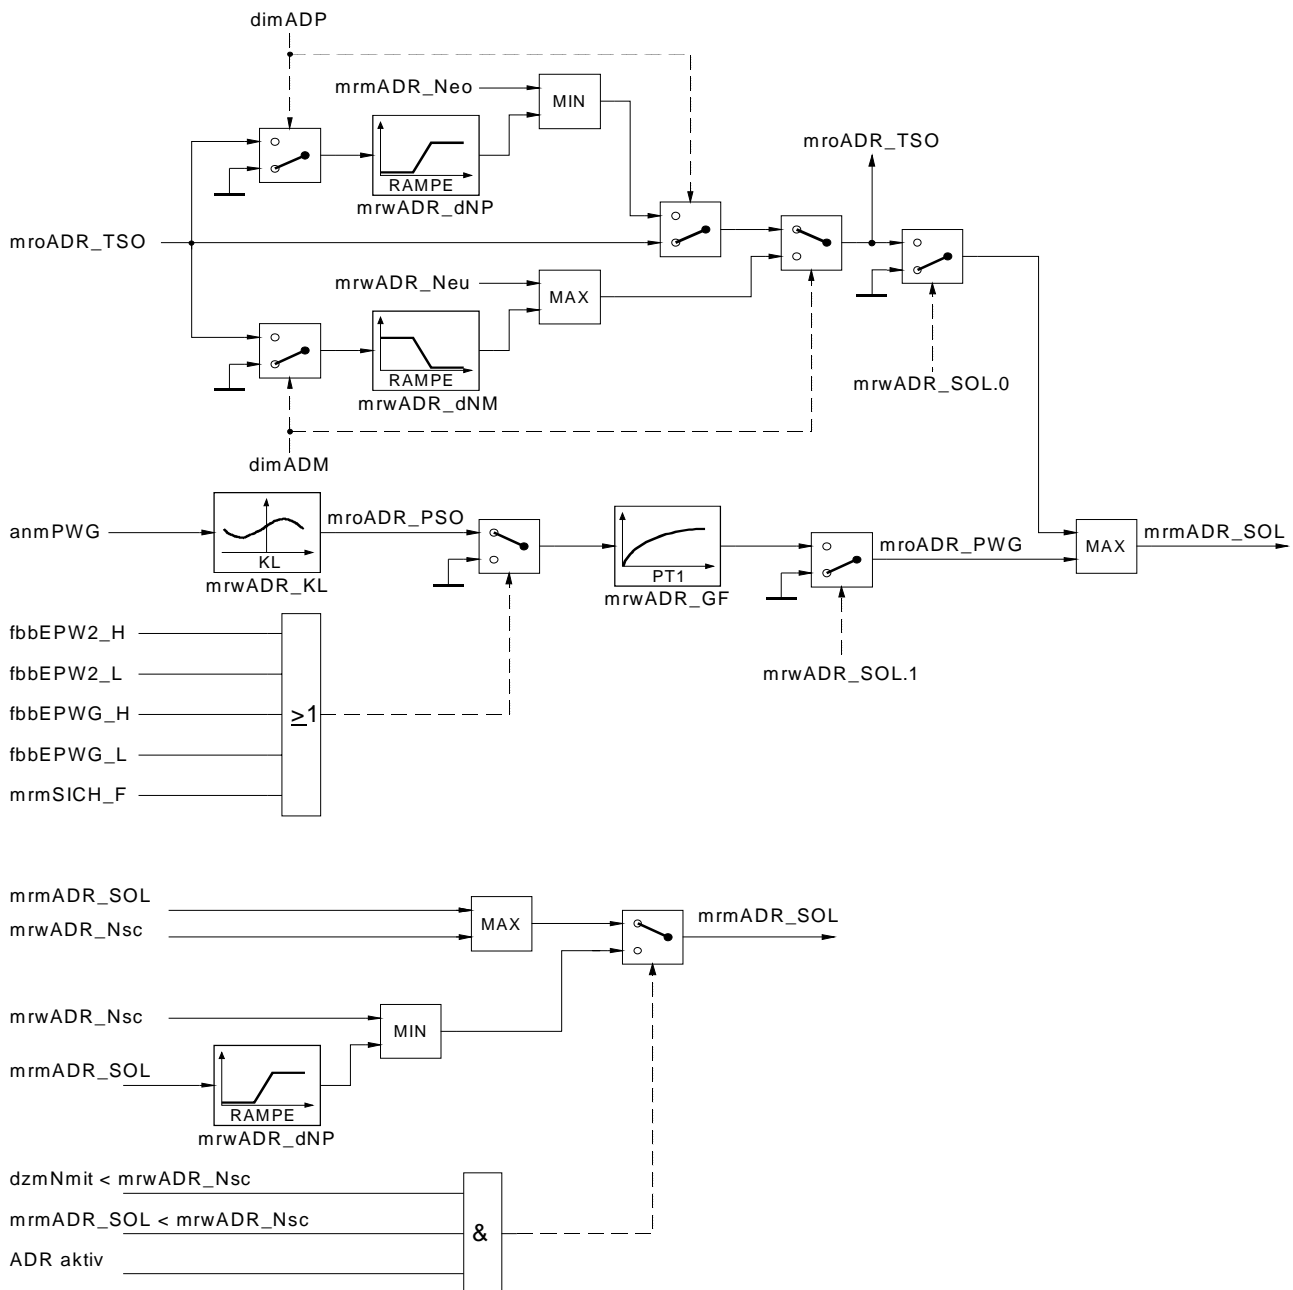 dimADP
mrmADR_Neo
MIN
RAMPE
mrwADR_dNP
mroADR_TSO
mroADR_TSO
mrwADR_Neu
MAX
RAMPE
mrwADR_dNM
mrwADR_SOL.0
dimADM
anmPWG
KL
mrwADR_KL
mroADR_PSO
PT1
mrwADR_GF
mroADR_PWG
MAX
mrmADR_SOL
mrwADR_SOL.1
fbbEPW2_H
fbbEPW2_L
fbbEPWG_H
fbbEPWG_L
mrmSICH_F
≥1
mrmADR_SOL
mrwADR_Nsc
MAX
mrmADR_SOL
mrwADR_Nsc
MIN
mrmADR_SOL
RAMPE
mrwADR_dNP
dzmNmit < mrwADR_Nsc
mrmADR_SOL < mrwADR_Nsc
ADR aktiv
&